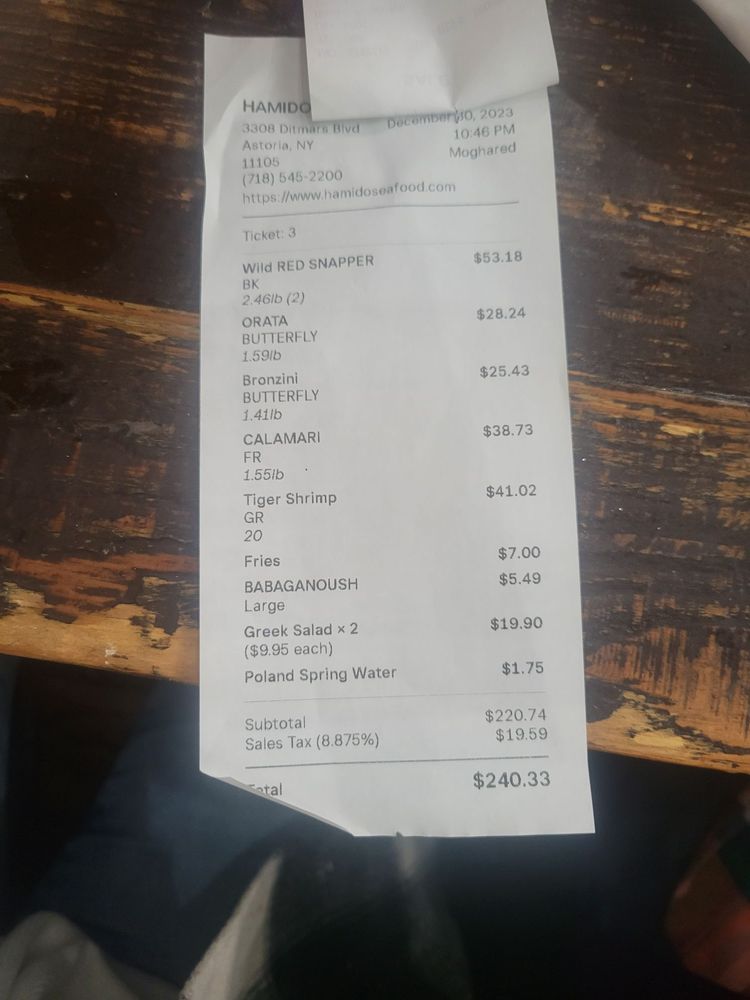 HAMIDO
3308 Ditmars Blvd
December 30, 2023
Astoria, NY
10:46 PM
11105
Moghared
(718) 545-2200
https://www.hamidoseafood.com
Ticket: 3
Wild RED SNAPPER $53.18
BK
2.46lb (2)
ORATA $28.24
BUTTERFLY
1.59lb
Bronzini $25.43
BUTTERFLY
1.41lb
CALAMARI $38.73
FR
1.55lb
Tiger Shrimp $41.02
GR
20
Fries $7.00
BABAGANOUSH $5.49
Large
Greek Salad × 2 $19.90
($9.95 each)
Poland Spring Water $1.75
Subtotal $220.74
Sales Tax (8.875%) $19.59
Total $240.33